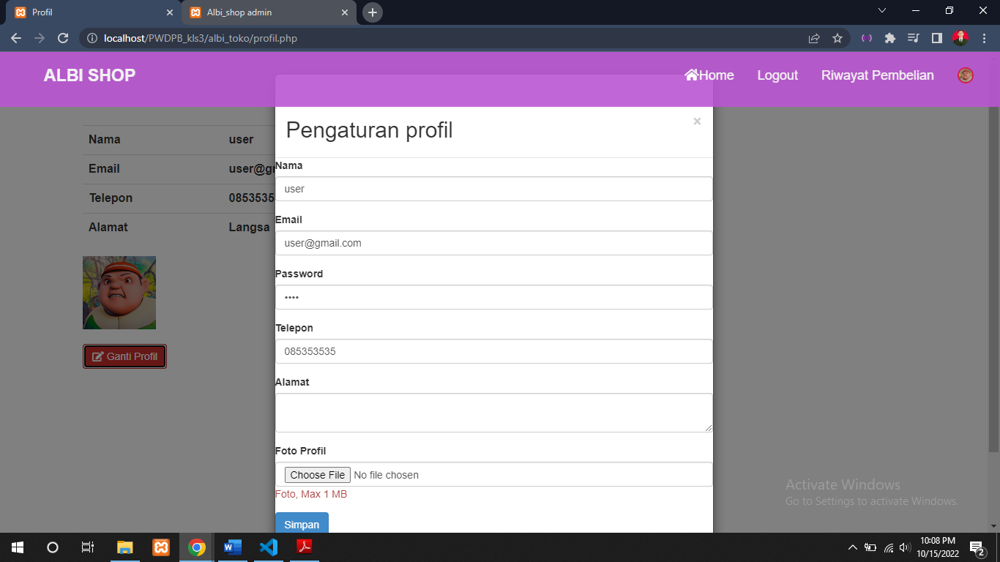 Profil
Albi_shop admin
localhost/PWDPB_kls3/albi_toko/profil.php
ALBI SHOP
Home
Logout
Riwayat Pembelian
Nama
user
Email
user@g
Telepon
0853535
Alamat
Langsa
Ganti Profil
Pengaturan profil
×
Nama
user
Email
user@gmail.com
Password
••••
Telepon
085353535
Alamat
Foto Profil
Choose File No file chosen
Foto, Max 1 MB
Simpan
Activate Windows
Go to Settings to activate Windows.
10:08 PM
10/15/2022
2